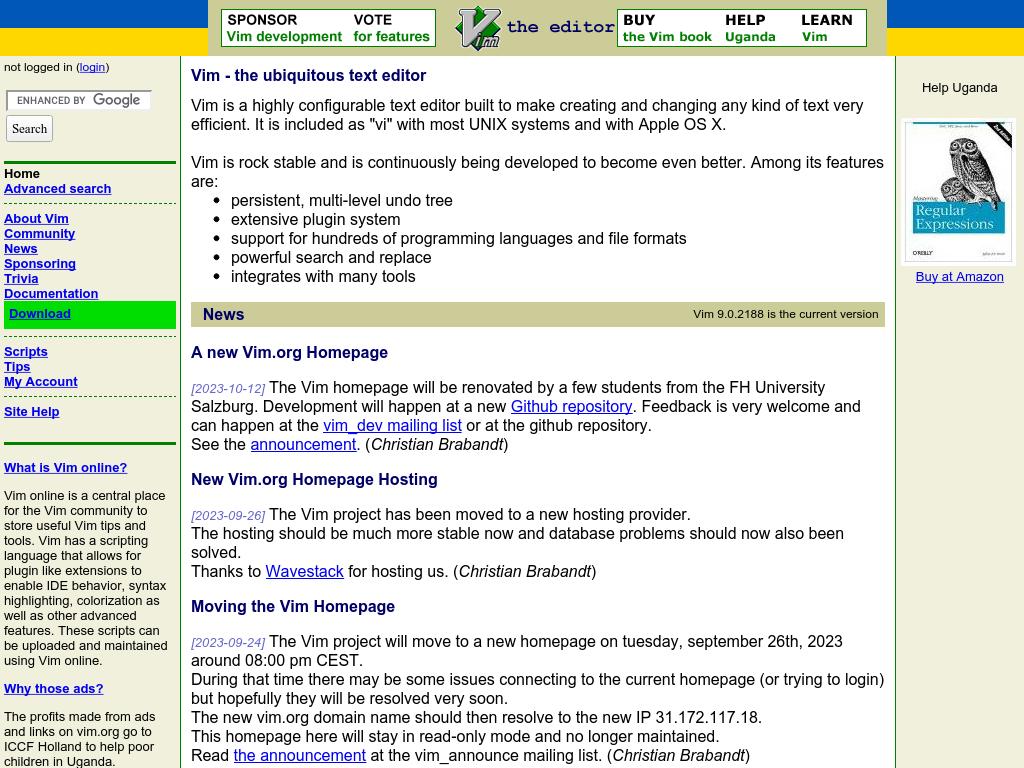 SPONSOR
Vim development
VOTE
for features
Vim
the editor
BUY
the Vim book
HELP
Uganda
LEARN
Vim
not logged in (login)
ENHANCED BY Google
Search
Home
Advanced search
About Vim
Community
News
Sponsoring
Trivia
Documentation
Download
Scripts
Tips
My Account
Site Help
What is Vim online?
Vim online is a central place
for the Vim community to
store useful Vim tips and
tools. Vim has a scripting
language that allows for
plugin like extensions to
enable IDE behavior, syntax
highlighting, colorization as
well as other advanced
features. These scripts can
be uploaded and maintained
using Vim online.
Why those ads?
The profits made from ads
and links on vim.org go to
ICCF Holland to help poor
children in Uganda.
Vim - the ubiquitous text editor
Vim is a highly configurable text editor built to make creating and changing any kind of text very
efficient. It is included as "vi" with most UNIX systems and with Apple OS X.
Vim is rock stable and is continuously being developed to become even better. Among its features
are:
• persistent, multi-level undo tree
• extensive plugin system
• support for hundreds of programming languages and file formats
• powerful search and replace
• integrates with many tools
News
Vim 9.0.2188 is the current version
A new Vim.org Homepage
[2023-10-12] The Vim homepage will be renovated by a few students from the FH University
Salzburg. Development will happen at a new Github repository. Feedback is very welcome and
can happen at the vim_dev mailing list or at the github repository.
See the announcement. (Christian Brabandt)
New Vim.org Homepage Hosting
[2023-09-26] The Vim project has been moved to a new hosting provider.
The hosting should be much more stable now and database problems should now also been
solved.
Thanks to Wavestack for hosting us. (Christian Brabandt)
Moving the Vim Homepage
[2023-09-24] The Vim project will move to a new homepage on tuesday, september 26th, 2023
around 08:00 pm CEST.
During that time there may be some issues connecting to the current homepage (or trying to login)
but hopefully they will be resolved very soon.
The new vim.org domain name should then resolve to the new IP 31.172.117.18.
This homepage here will stay in read-only mode and no longer maintained.
Read the announcement at the vim_announce mailing list. (Christian Brabandt)
Help Uganda
Mastering
Regular
Expressions
O'REILLY
Buy at Amazon